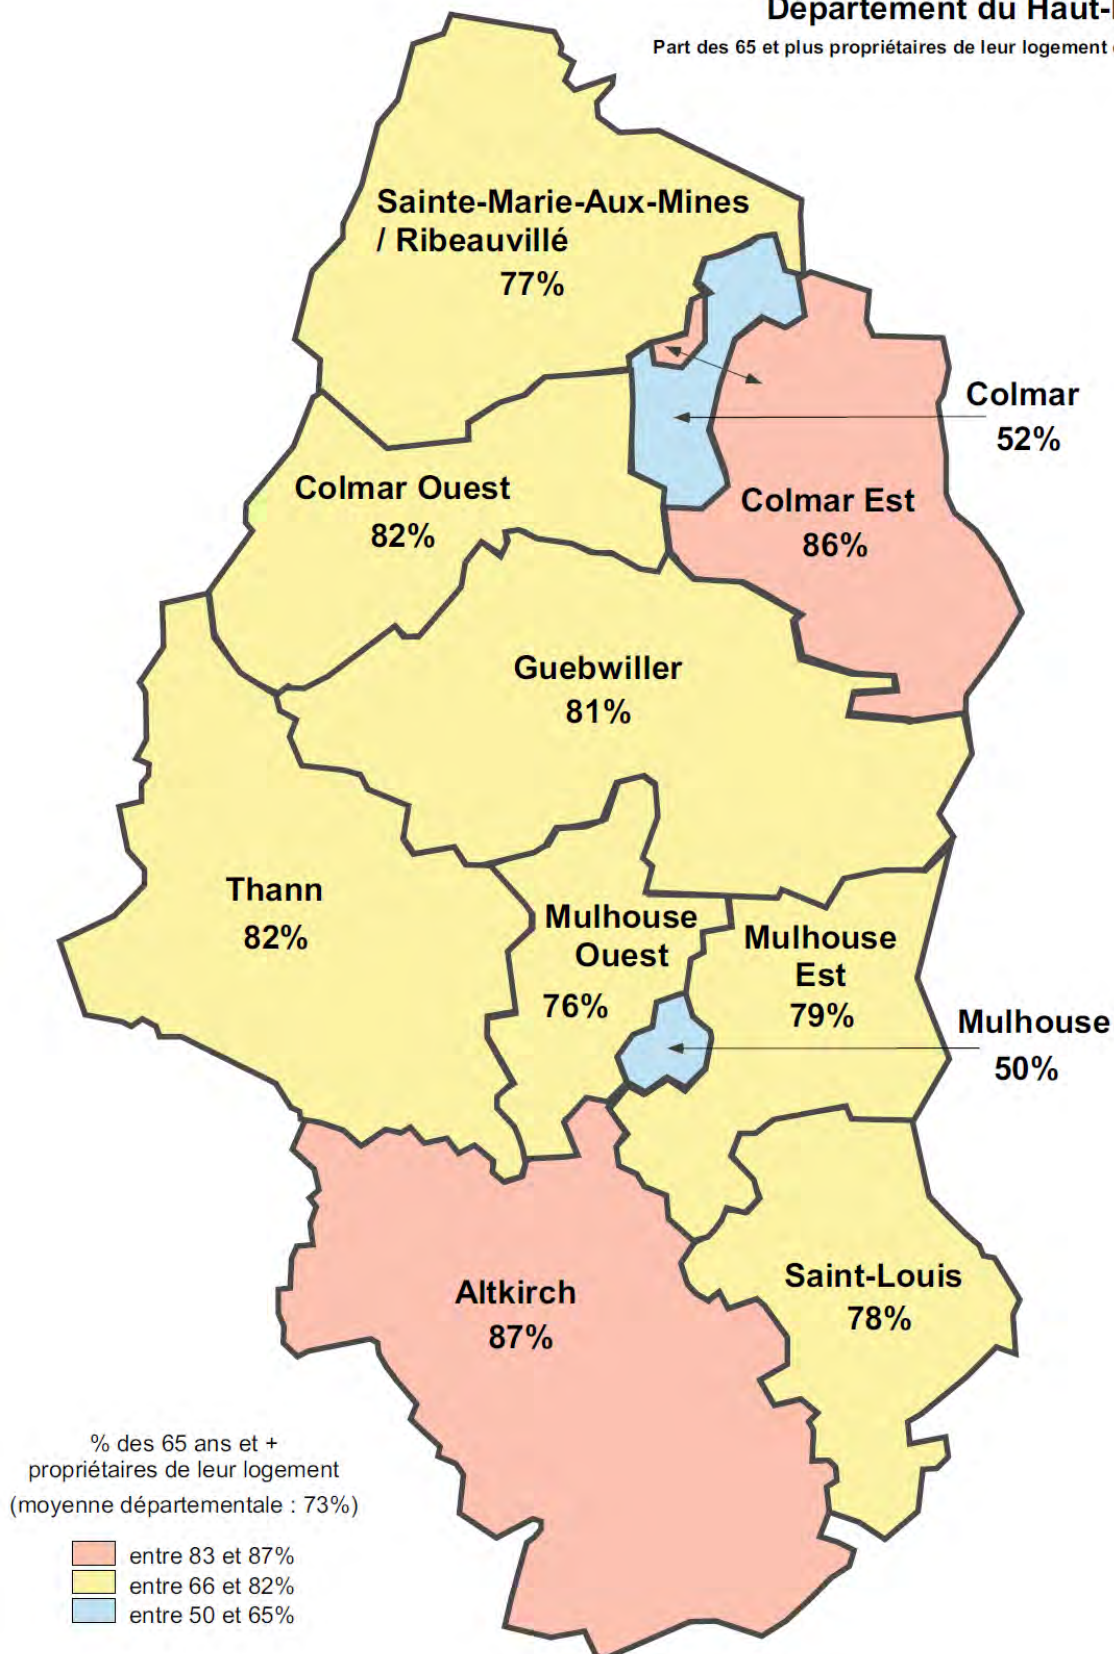 Département du Haut-
Part des 65 et plus propriétaires de leur logement
Sainte-Marie-Aux-Mines
/ Ribeauvillé
77%
Colmar
52%
Colmar Ouest
82%
Colmar Est
86%
Guebwiller
81%
Thann
82%
Mulhouse
Ouest
76%
Mulhouse
Est
79%
Mulhouse
50%
Altkirch
87%
Saint-Louis
78%
% des 65 ans et +
propriétaires de leur logement
(moyenne départementale : 73%)
entre 83 et 87%
entre 66 et 82%
entre 50 et 65%